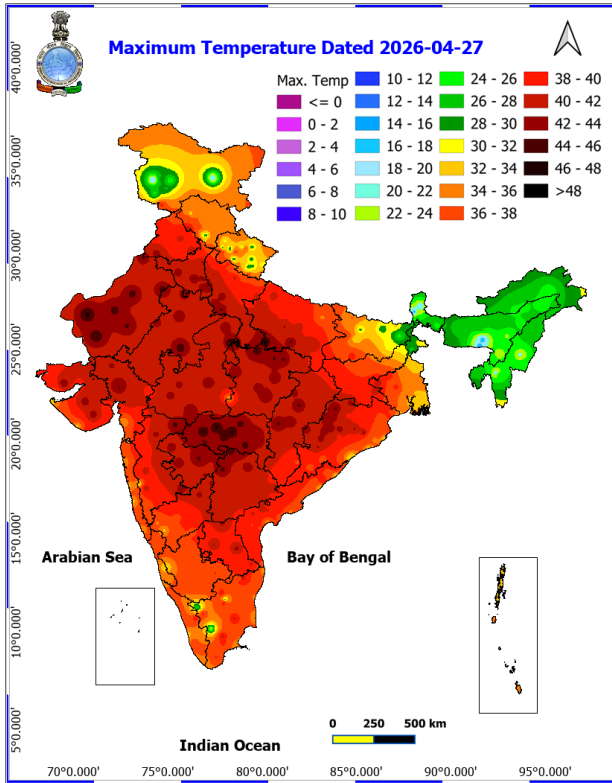 Maximum Temperature Dated 2026-04-27
Max. Temp
<= 0
0 - 2
2 - 4
4 - 6
6 - 8
8 - 10
10 - 12
12 - 14
14 - 16
16 - 18
18 - 20
20 - 22
22 - 24
24 - 26
26 - 28
28 - 30
30 - 32
32 - 34
34 - 36
36 - 38
38 - 40
40 - 42
42 - 44
44 - 46
46 - 48
>48
40°0.000'
35°0.000'
30°0.000'
25°0.000'
20°0.000'
15°0.000'
10°0.000'
5°0.000'
Arabian Sea
Bay of Bengal
0 250 500 km
Indian Ocean
70°0.000' 75°0.000' 80°0.000' 85°0.000' 90°0.000' 95°0.000'